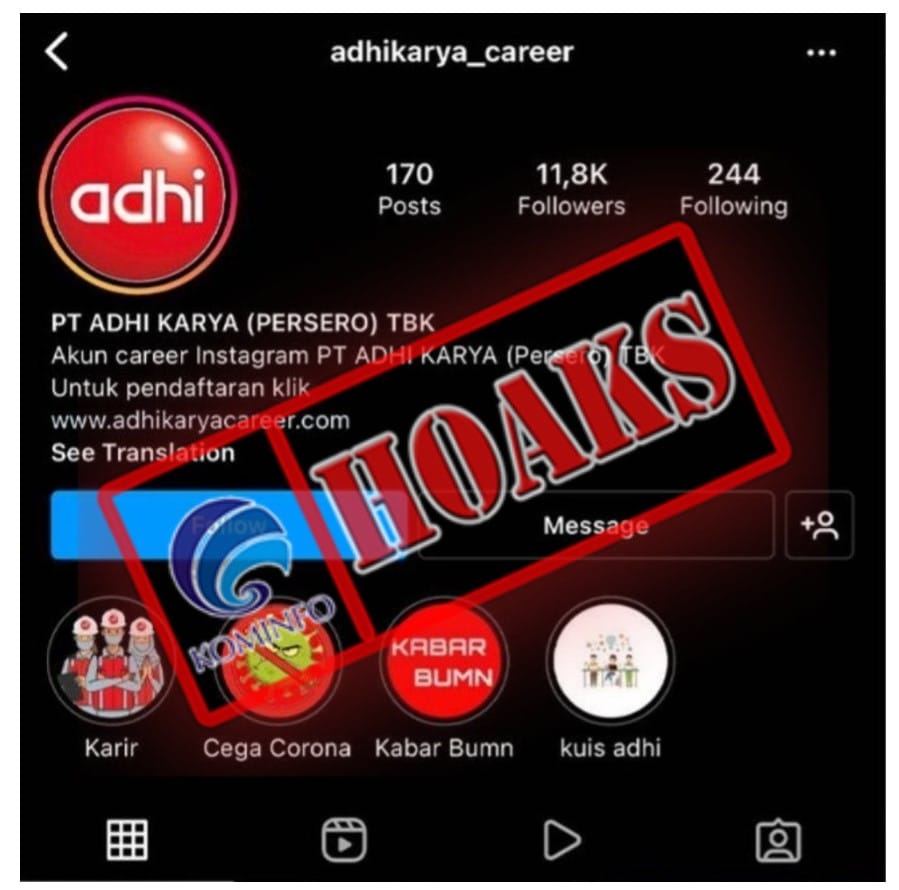 adhikarya_career
adhi
170
Posts
11,8K
Followers
244
Following
PT ADHI KARYA (PERSERO) TBK
Akun career Instagram PT ADHI KARYA (Persero) TBK
Untuk pendaftaran klik
www.adhikaryacareer.com
See Translation
HOAKS
KOMINFO
Follow
Message
KABAR
BUMN
Karir
Cega Corona
Kabar Bumn
kuis adhi